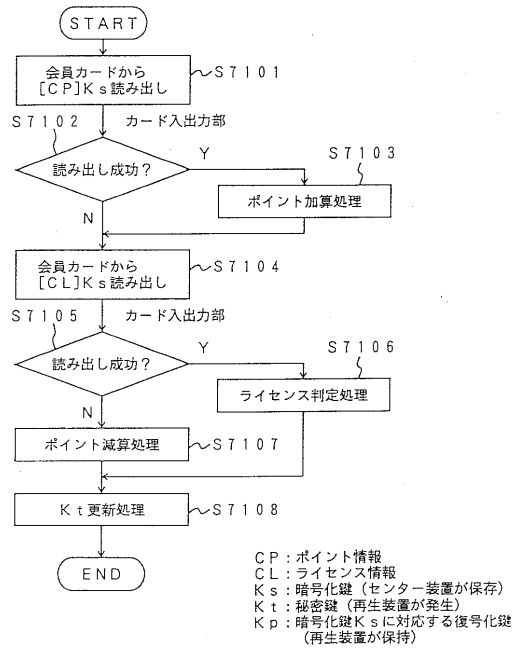 START
会員カードから
[CP]Ks読み出し
S7101
S7102
カード入出力部
読み出し成功?
Y
S7103
ポイント加算処理
N
会員カードから
[CL]Ks読み出し
S7104
S7105
カード入出力部
読み出し成功?
Y
S7106
ライセンス判定処理
N
ポイント減算処理
S7107
Kt更新処理
S7108
END
CP:ポイント情報
CL:ライセンス情報
Ks:暗号化鍵(センター装置が保存)
Kt:秘密鍵(再生装置が発生)
Kp:暗号化鍵Ksに対応する復号化鍵
(再生装置が保持)